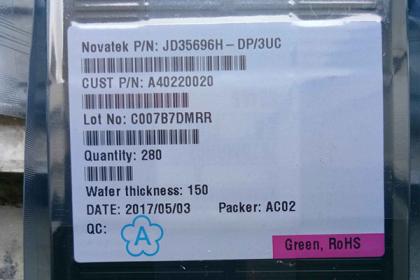 Novatek P/N: JD35696H-DP/3UC
CUST P/N: A40220020
Lot No: C007B7DMRR
Quantity: 280
Wafer thickness: 150
DATE: 2017/05/03 Packer: AC02
QC: A
Green, RoHS